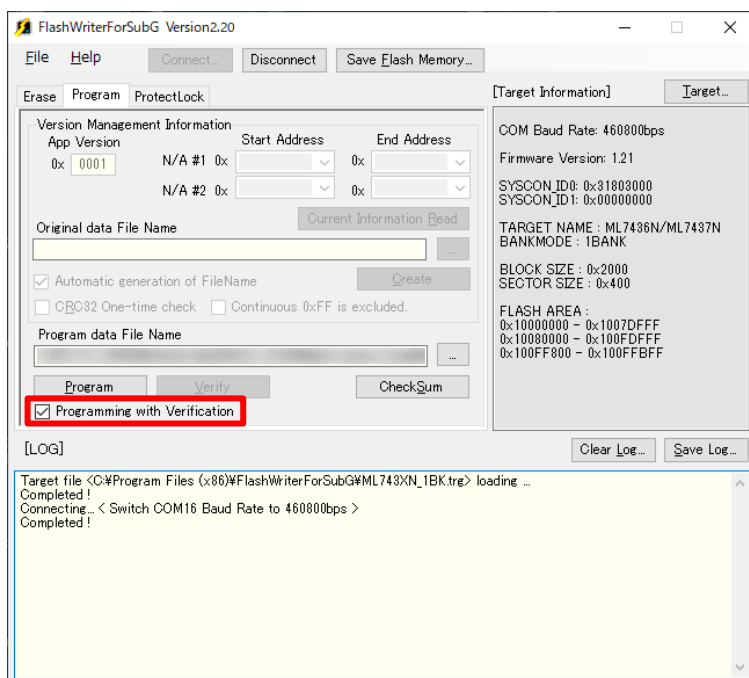 FlashWriterForSubG Version2.20
File Help Connect... Disconnect Save Flash Memory...
Erase Program ProtectLock
[Target Information] Target...
Version Management Information
App Version Start Address End Address
0x 0001 N/A #1 0x 0x
N/A #2 0x 0x
Current Information Read
Original data File Name
...
Automatic generation of FileName Create
CRC32 One-time check Continuous 0xFF is excluded.
Program data File Name
...
Program Verify CheckSum
Programming with Verification
COM Baud Rate: 460800bps
Firmware Version: 1.21
SYSCON_ID0: 0x31803000
SYSCON_ID1: 0x00000000
TARGET NAME : ML7436N/ML7437N
BANKMODE : 1BANK
BLOCK SIZE : 0x2000
SECTOR SIZE : 0x400
FLASH AREA :
0x10000000 - 0x1007DFFF
0x10080000 - 0x100FDFFF
0x100FF800 - 0x100FFBFF
[LOG] Clear Log... Save Log...
Target file <C:¥Program Files (x86)¥FlashWriterForSubG¥ML743XN_1BK.trg> loading ...
Completed !
Connecting... < Switch COM16 Baud Rate to 460800bps >
Completed !